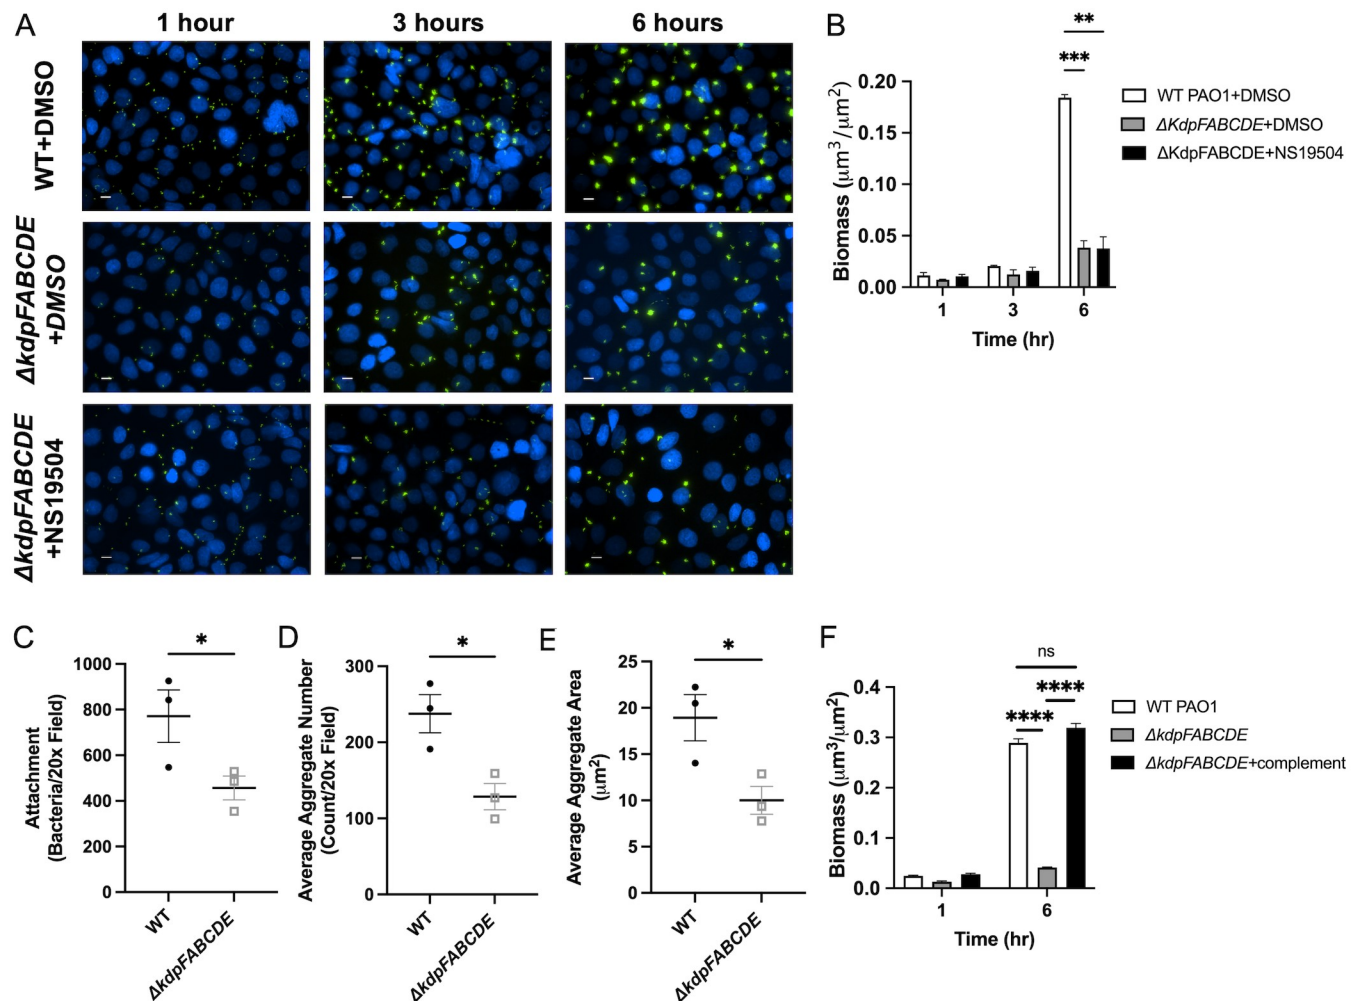 A
1 hour
3 hours
6 hours
WT+DMSO
ΔkdpFABCDE
+DMSO
ΔkdpFABCDE
+NS19504
B
**
***
0.20
0.15
0.10
0.05
0.00
Biomass (μm³/μm²)
1
3
6
Time (hr)
WT PAO1+DMSO
ΔKdpFABCDE+DMSO
ΔKdpFABCDE+NS19504
C
*
1000
800
600
400
200
0
Attachment
(Bacteria/20x Field)
WT
ΔkdpFABCDE
D
*
300
200
100
0
Average Aggregate Number
(Count/20x Field)
WT
ΔkdpFABCDE
E
*
25
20
15
10
5
0
Average Aggregate Area
(μm²)
WT
ΔkdpFABCDE
F
ns
****
****
0.4
0.3
0.2
0.1
0.0
Biomass (μm³/μm²)
1
6
Time (hr)
WT PAO1
ΔkdpFABCDE
ΔkdpFABCDE+complement